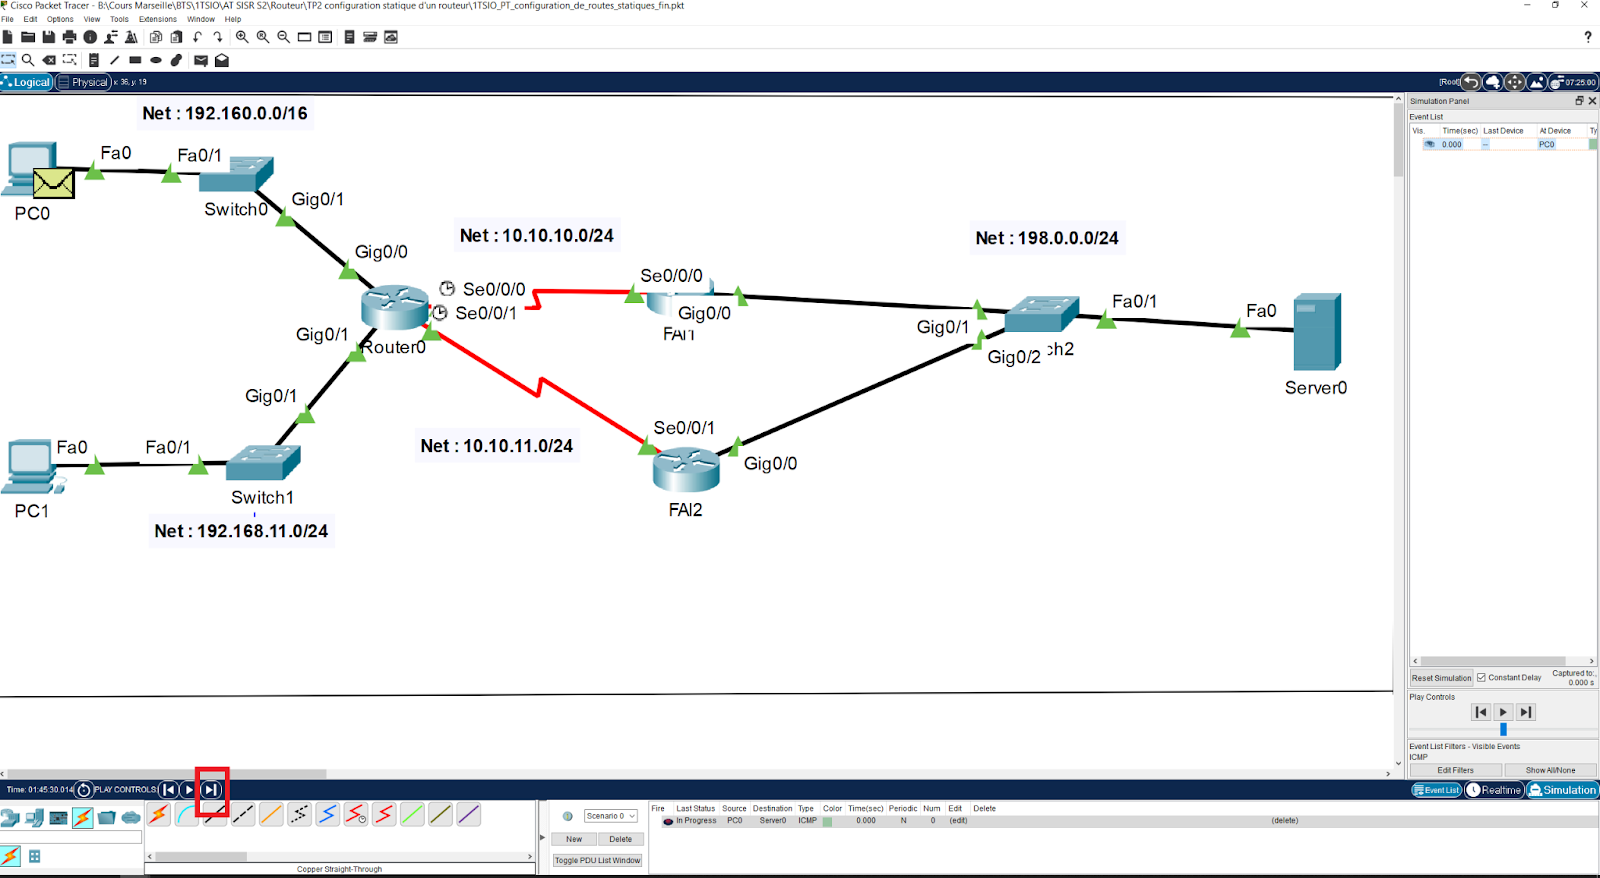 Cisco Packet Tracer - B:\Cours Marseille\BTS\1TSIO\AT SISR S2\Routeur\TP2 configuration statique d'un routeur\1TSIO_PT_configuration_de_routes_statiques_fin.pkt
File Edit Options View Tools Extensions Window Help
?
Logical Physical x: 36, y: 19 [Root] 07:25:00
Net : 192.160.0.0/16
Fa0 Fa0/1
PC0 Switch0
Gig0/1
Gig0/0
Net : 10.10.10.0/24
Net : 198.0.0.0/24
Se0/0/0 Se0/0/0
Se0/0/1
Gig0/0
FAI1
Router0
Gig0/1
Gig0/1
Gig0/1
Gig0/2
ch2
Fa0/1
Fa0
Server0
Net : 10.10.11.0/24
Se0/0/1
Gig0/0
FAI2
Fa0 Fa0/1
PC1 Switch1
Net : 192.168.11.0/24
Simulation Panel
Event List
Vis. Time(sec) Last Device At Device Ty
0.000 -- PC0
Reset Simulation Constant Delay Captured to:
0.000 s
Play Controls
Event List Filters - Visible Events
ICMP
Edit Filters Show All/None
Time: 01:45:30.014 PLAY CONTROLS: Event List Realtime Simulation
Scenario 0
New Delete
Toggle PDU List Window
Copper Straight-Through
Fire Last Status Source Destination Type Color Time(sec) Periodic Num Edit Delete
In Progress PC0 Server0 ICMP 0.000 N 0 (edit) (delete)